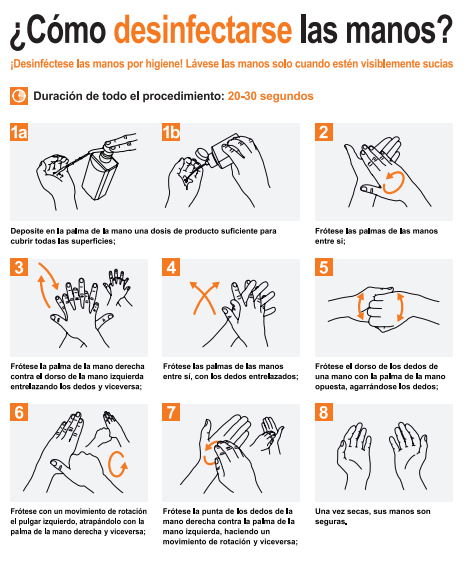 ¿Cómo desinfectarse las manos?
¡Desinféctese las manos por higiene! Lávese las manos solo cuando estén visiblemente sucias
Duración de todo el procedimiento: 20-30 segundos
1a
1b
Deposite en la palma de la mano una dosis de producto suficiente para
cubrir todas las superficies;
2
Frótese las palmas de las manos
entre sí;
3
Frótese la palma de la mano derecha
contra el dorso de la mano izquierda
entrelazando los dedos y viceversa;
4
Frótese las palmas de las manos
entre sí, con los dedos entrelazados;
5
Frótese el dorso de los dedos de
una mano con la palma de la mano
opuesta, agarrándose los dedos;
6
Frótese con un movimiento de rotación
el pulgar izquierdo, atrapándolo con la
palma de la mano derecha y viceversa;
7
Frótese la punta de los dedos de la
mano derecha contra la palma de la
mano izquierda, haciendo un
movimiento de rotación y viceversa;
8
Una vez secas, sus manos son
seguras.